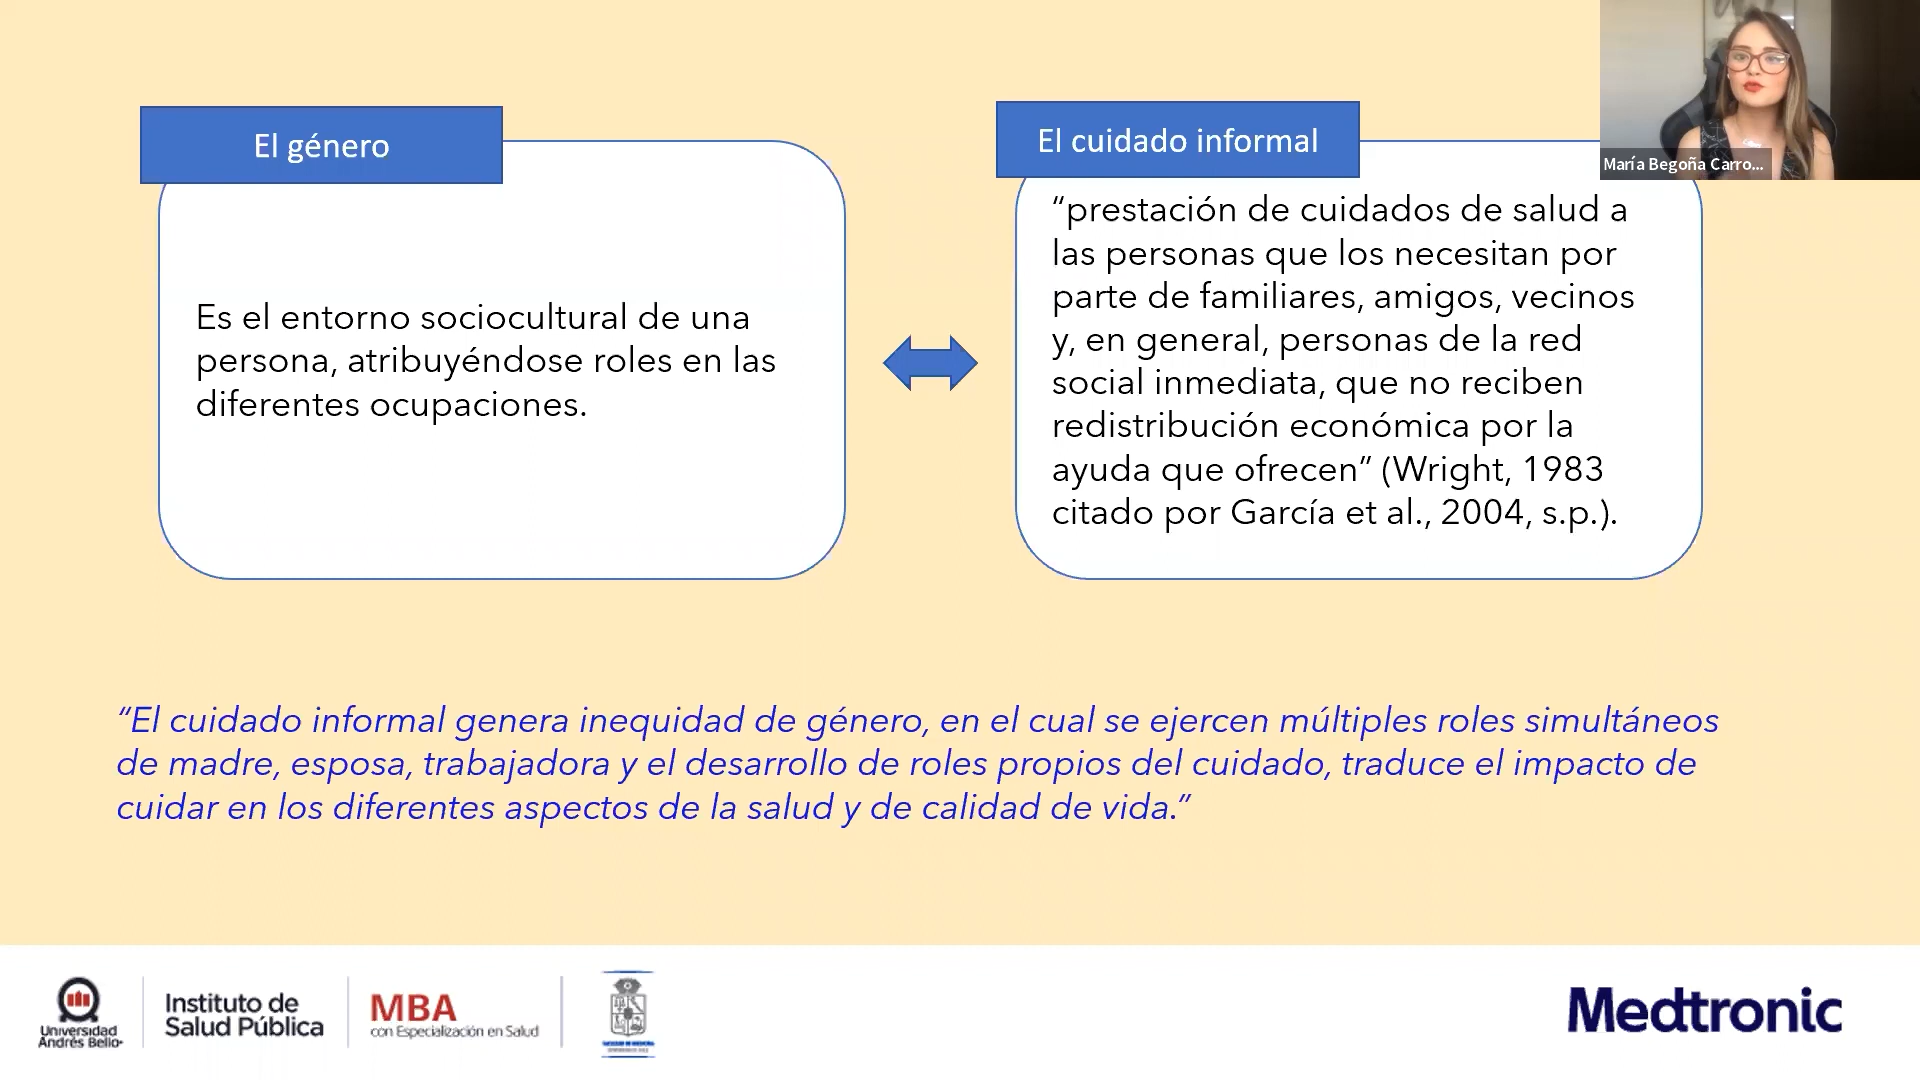 El género
Es el entorno sociocultural de una
persona, atribuyéndose roles en las
diferentes ocupaciones.
El cuidado informal
“prestación de cuidados de salud a
las personas que los necesitan por
parte de familiares, amigos, vecinos
y, en general, personas de la red
social inmediata, que no reciben
redistribución económica por la
ayuda que ofrecen” (Wright, 1983
citado por García et al., 2004, s.p.).
María Begoña Carro...
“El cuidado informal genera inequidad de género, en el cual se ejercen múltiples roles simultáneos
de madre, esposa, trabajadora y el desarrollo de roles propios del cuidado, traduce el impacto de
cuidar en los diferentes aspectos de la salud y de calidad de vida.”
Universidad
Andrés Bello
Instituto de
Salud Pública
MBA
con Especialización en Salud
Medtronic